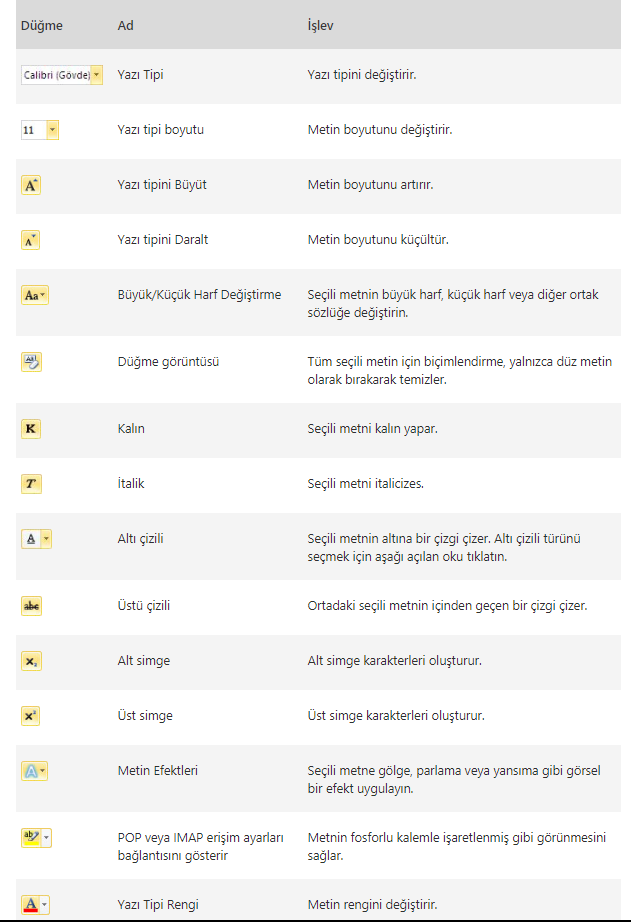 Düğme Ad İşlev
Calibri (Gövde) Yazı Tipi Yazı tipini değiştirir.
11 Yazı tipi boyutu Metin boyutunu değiştirir.
A Yazı tipini Büyüt Metin boyutunu artırır.
A Yazı tipini Daralt Metin boyutunu küçültür.
Aa Büyük/Küçük Harf Değiştirme Seçili metnin büyük harf, küçük harf veya diğer ortak
sözlüğe değiştirin.
Düğme görüntüsü Tüm seçili metin için biçimlendirme, yalnızca düz metin
olarak bırakarak temizler.
K Kalın Seçili metni kalın yapar.
T İtalik Seçili metni italicizes.
A Altı çizili Seçili metnin altına bir çizgi çizer. Altı çizili türünü
seçmek için aşağı açılan oku tıklatın.
abc Üstü çizili Ortadaki seçili metnin içinden geçen bir çizgi çizer.
x₂ Alt simge Alt simge karakterleri oluşturur.
x² Üst simge Üst simge karakterleri oluşturur.
A Metin Efektleri Seçili metne gölge, parlama veya yansıma gibi görsel
bir efekt uygulayın.
ab POP veya IMAP erişim ayarları Metnin fosforlu kalemle işaretlenmiş gibi görünmesini
bağlantısını gösterir sağlar.
A Yazı Tipi Rengi Metin rengini değiştirir.